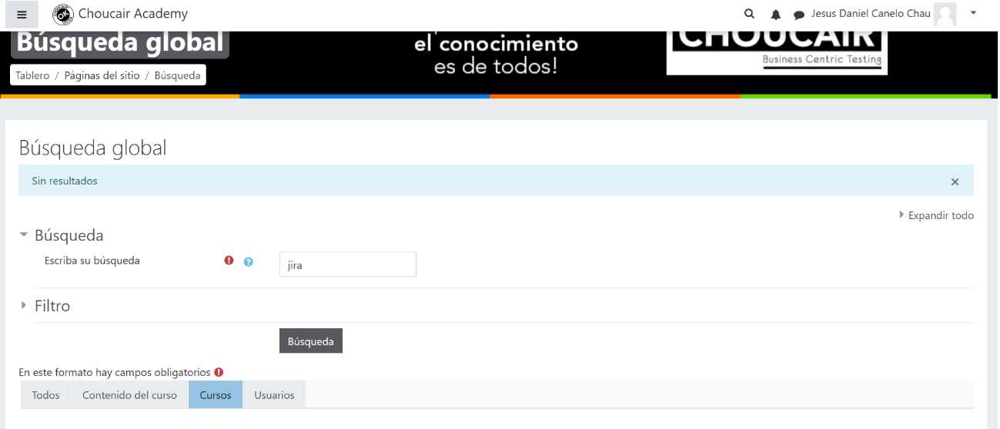 Choucair Academy
Jesus Daniel Canelo Chau
Búsqueda global
el conocimiento
es de todos!
CHOUCAIR
Business Centric Testing
Tablero / Páginas del sitio / Búsqueda
Búsqueda global
Sin resultados
×
Expandir todo
Búsqueda
Escriba su búsqueda
jira
Filtro
Búsqueda
En este formato hay campos obligatorios
Todos Contenido del curso Cursos Usuarios